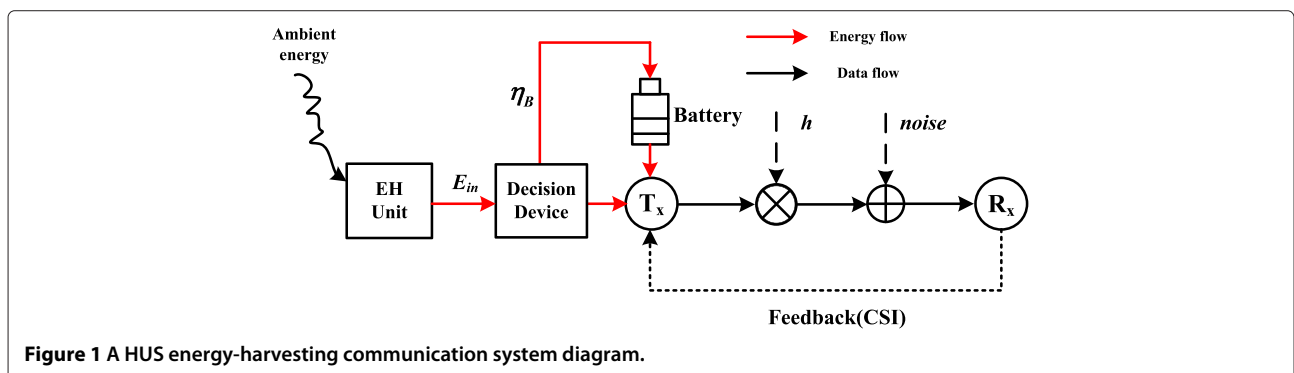 Ambient
energy
Energy flow
Data flow
η_B
Battery
h
noise
EH
Unit
E_in
Decision
Device
T_x
R_x
Feedback(CSI)
Figure 1 A HUS energy-harvesting communication system diagram.